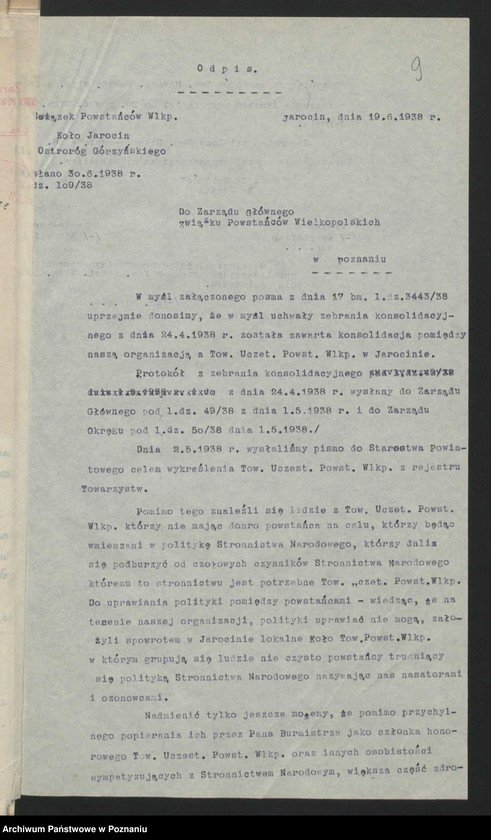 9
Odpis.
Związek Powstańców Wlkp. Jarocin, dnia 19.6.1938 r.
Koło Jarocin
Ostroróg Górzyńskiego
słano 30.6.1938 r.
dz. 109/38
Do Zarządu Głównego
związku Powstańców Wielkopolskich
w Poznaniu
W myśl załączonego posma z dnia 17 bm. l.dz.3443/38
uprzejmie donosimy, że w myśl uchwały zebrania konsolidacyj-
nego z dnia 24.4.1938 r. została zawarta konsolidacja pomiędzy
naszą organizacją a Tow. Uczet. Powst. Wlkp. w Jarocinie.
Protokół z zebrania konsolidacyjnego
z dnia 24.4.1938 r. wysłany do Zarządu
Głównego pod l.dz. 49/38 z dnia 1.5.1938 r. i do Zarządu
Okręgu pod l.dz. 50/38 dnia 1.5.1938./
Dnia 2.5.1938 r. wysłaliśmy pismo do Starostwa Powia-
towego celem wykreślenia Tow. Uczest. Powst. Wlkp. z rejestru
Towarzystw.
Pomimo tego znaleśli się ludzie z Tow. Uczet. Powst.
Wlkp. którzy nie mając donro powstańca na celu, którzy będąc
wmieszani w politykę Stronnictwa Narodowego, którzy dalis
się podburzyć od czołowych czyników Stronnictwa Narodowego
któremu to stronnictwu jest potrzebne Tow. „czet. Powst.Wlkp.
Do uprawiania polityki pomiędzy powstańcami - wiedząc, że na
terenie naszej organizacji, polityki uprawiać nie mogą, zało-
żyli spowrotem w Jarocinie lokalne Koło Tow.Powst.Wlkp.
w którym grupują się ludzie nie czysto powstańcy trudniący
się polityką Stronnictwa Narodowego nazywając nas nasatorami
i ozonowcami.
Nadmienić tylko jeszcze możemy, że pomimo przychyl-
nego popierania ich przez Pana Burmistrza jako członka hono-
rowego Tow. Uczest. Powst. Wlkp. oraz innych osobistości
sympatyzujących z Stronnictwem Narodowym, większa część zdro-
Archiwum Państwowe w Poznaniu